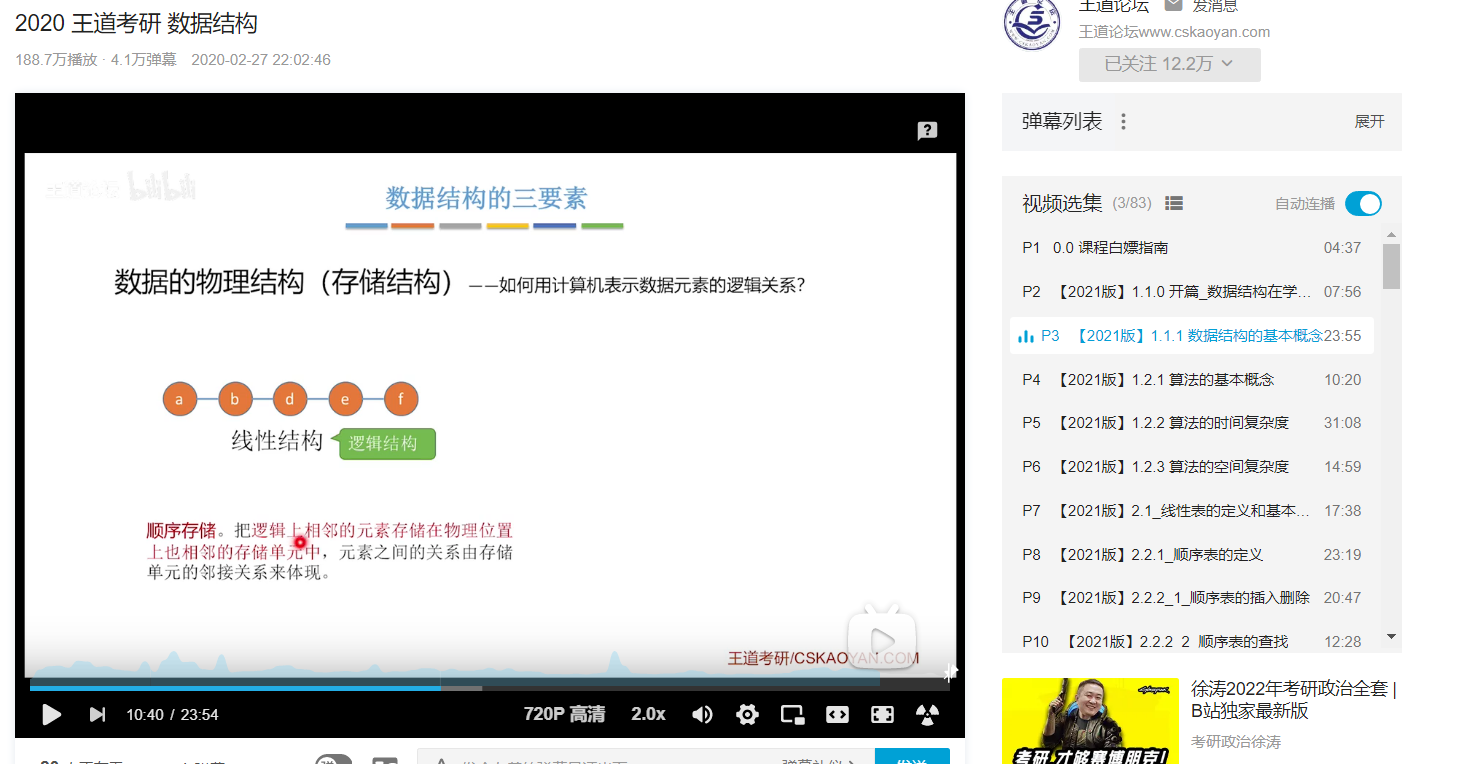 2020 王道考研 数据结构
188.7万播放 · 4.1万弹幕 2020-02-27 22:02:46
王道论坛 发消息
王道论坛www.cskaoyan.com
已关注 12.2万
弹幕列表 展开
bilibili
数据结构的三要素
数据的物理结构（存储结构）——如何用计算机表示数据元素的逻辑关系？
a b d e f
线性结构 逻辑结构
顺序存储。把逻辑上相邻的元素存储在物理位置
上也相邻的存储单元中，元素之间的关系由存储
单元的邻接关系来体现。
王道考研/CSKAOYAN.COM
10:40 / 23:54 720P 高清 2.0x
视频选集 (3/83) 自动连播
P1 0.0 课程白嫖指南 04:37
P2 【2021版】1.1.0 开篇_数据结构在学... 07:56
P3 【2021版】1.1.1 数据结构的基本概念23:55
P4 【2021版】1.2.1 算法的基本概念 10:20
P5 【2021版】1.2.2 算法的时间复杂度 31:08
P6 【2021版】1.2.3 算法的空间复杂度 14:59
P7 【2021版】2.1_线性表的定义和基本... 17:38
P8 【2021版】2.2.1_顺序表的定义 23:19
P9 【2021版】2.2.2_1_顺序表的插入删除 20:47
P10 【2021版】2.2.2_2_顺序表的查找 12:28
考研 才够赛博朋克!
徐涛2022年考研政治全套 |
B站独家最新版
考研政治徐涛